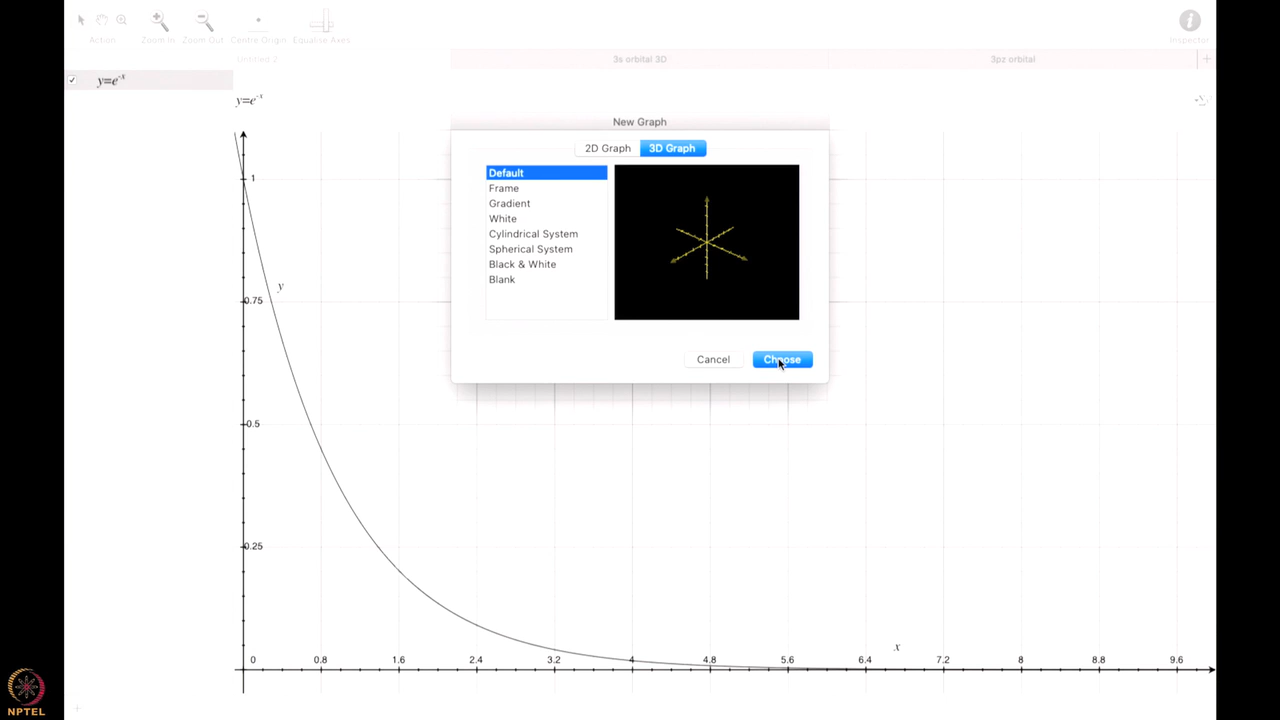 Action
Zoom In
Zoom Out
Centre Origin
Equalise Axes
Inspector
Untitled 2
3s orbital 3D
3pz orbital
+
y=e^-x
y=e^-x
New Graph
2D Graph
3D Graph
Default
Frame
Gradient
White
Cylindrical System
Spherical System
Black & White
Blank
Cancel
Choose
1
y
0.75
0.5
0.25
x
0 0.8 1.6 2.4 3.2 4 4.8 5.6 6.4 7.2 8 8.8 9.6
+
NPTEL